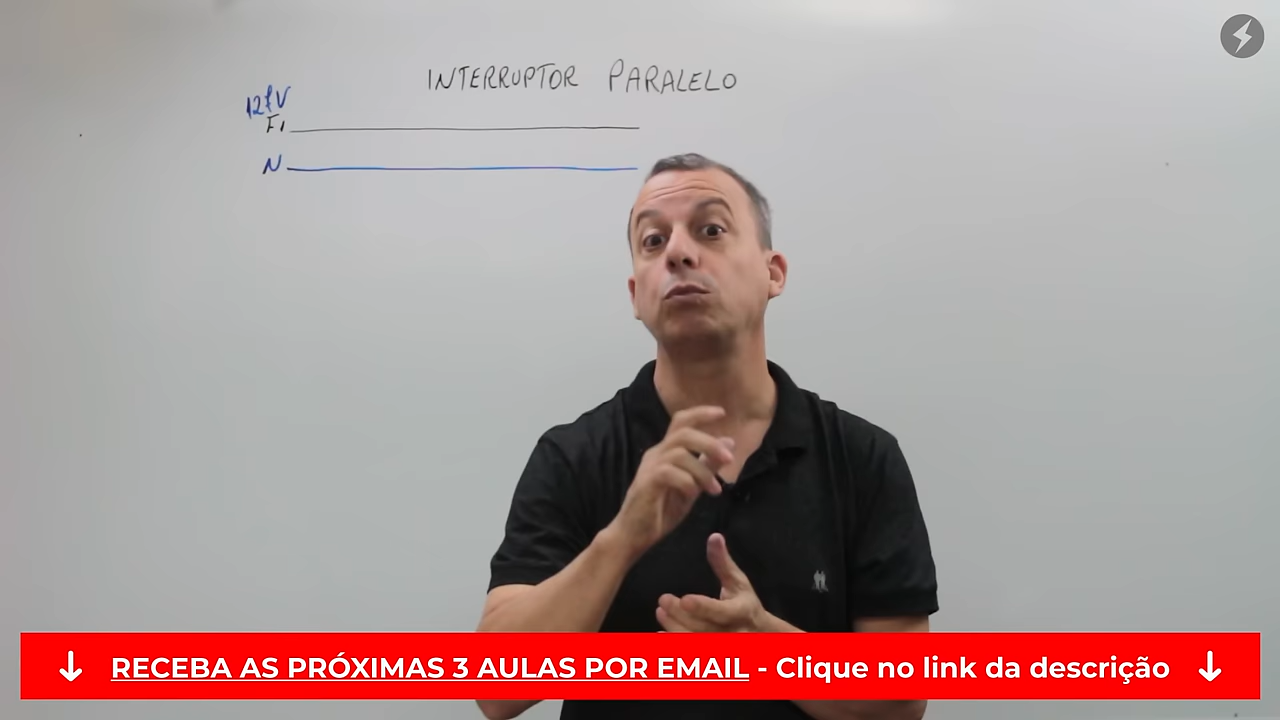 INTERRUPTOR PARALELO
127V
F1
N
RECEBA AS PRÓXIMAS 3 AULAS POR EMAIL - Clique no link da descrição